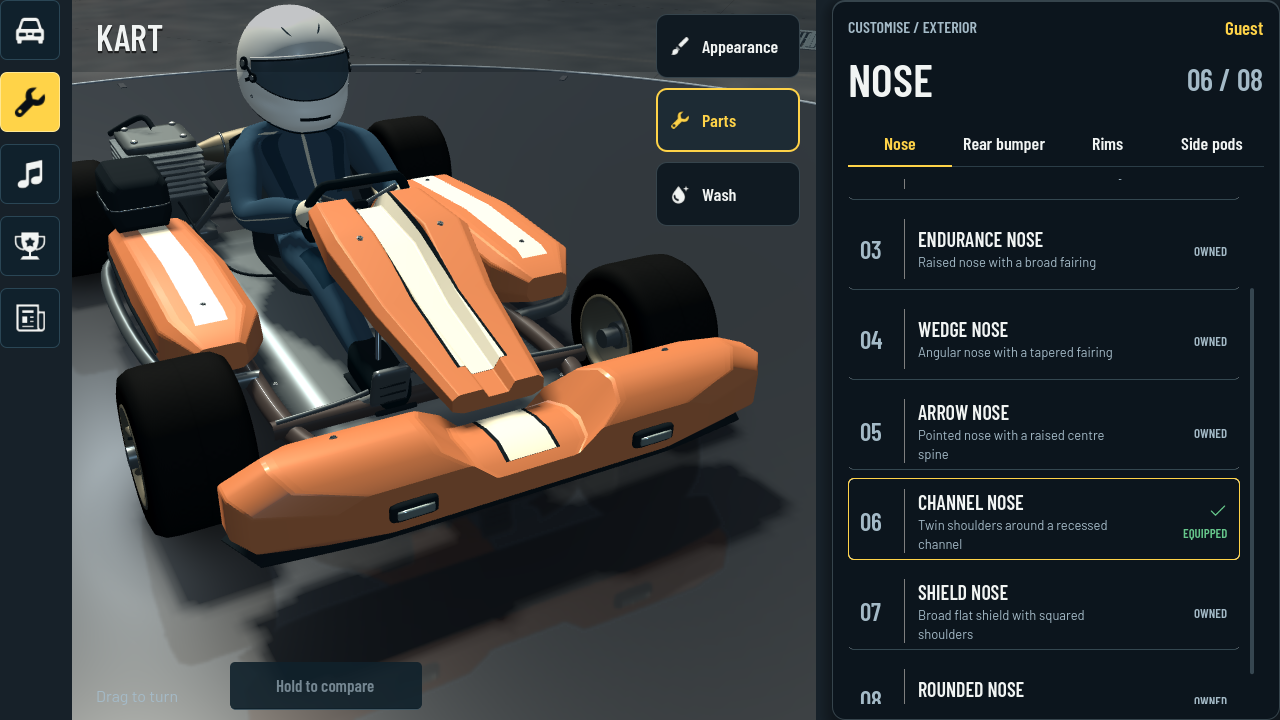 KART
Appearance
Parts
Wash
Drag to turn
Hold to compare
CUSTOMISE / EXTERIOR
Guest
NOSE
06 / 08
Nose
Rear bumper
Rims
Side pods
03
ENDURANCE NOSE
Raised nose with a broad fairing
OWNED
04
WEDGE NOSE
Angular nose with a tapered fairing
OWNED
05
ARROW NOSE
Pointed nose with a raised centre
spine
OWNED
06
CHANNEL NOSE
Twin shoulders around a recessed
channel
EQUIPPED
07
SHIELD NOSE
Broad flat shield with squared
shoulders
OWNED
08
ROUNDED NOSE
OWNED